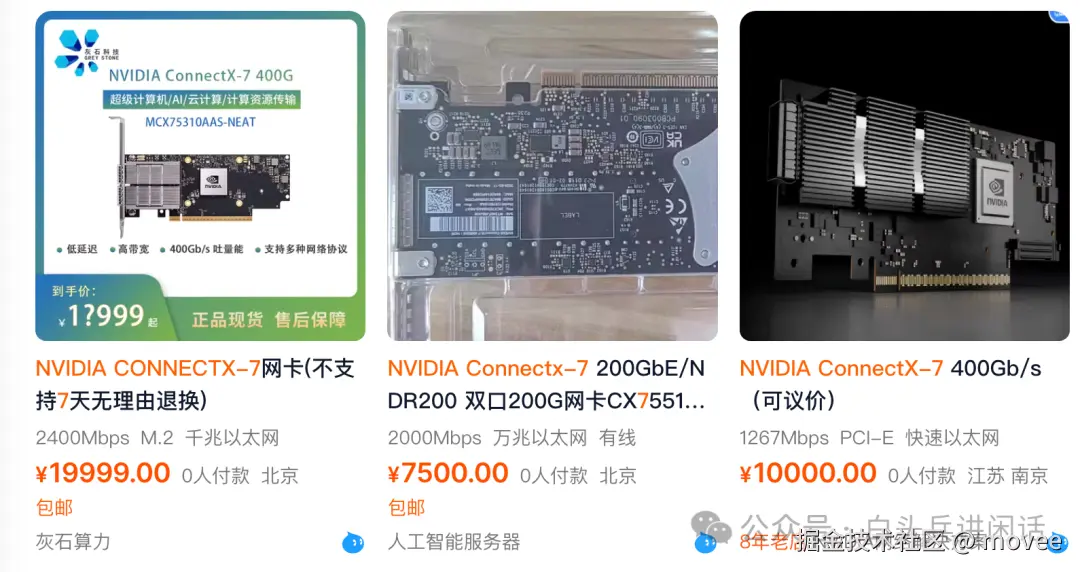 灰石科技
GREY STONE
NVIDIA ConnectX-7 400G
超级计算机/AI/云计算/计算资源传输
MCX75310AAS-NEAT
NVIDIA
低延迟 高带宽 400Gb/s 吐量能 支持多种网络协议
到手价:
¥1?999起
正品现货 售后保障
NVIDIA CONNECTX-7网卡(不支
持7天无理由退换)
2400Mbps M.2 千兆以太网
¥19999.00 0人付款 北京
包邮
灰石算力
PCB003090 01
VEI
UK CA
LABEL
CE
NVIDIA Connectx-7 200GbE/N
DR200 双口200G网卡CX7551...
2000Mbps 万兆以太网 有线
¥7500.00 0人付款 北京
包邮
人工智能服务器
NVIDIA
NVIDIA ConnectX-7 400Gb/s
(可议价)
1267Mbps PCI-E 快速以太网
¥10000.00 0人付款 江苏 南京
8年老店
公众号 · 白头兵讲闲话
掘金技术社区 @ movee